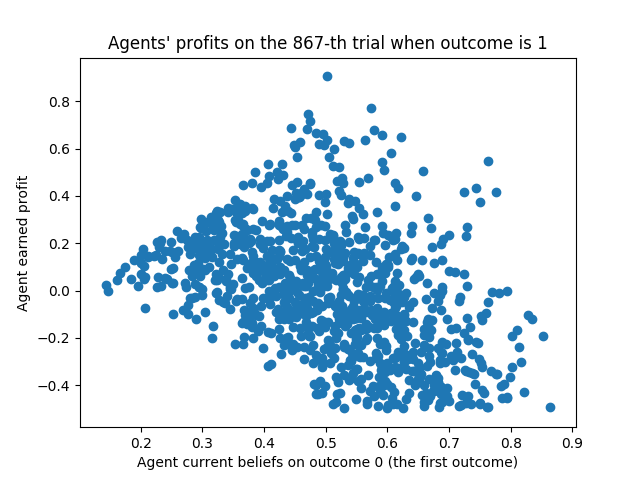 Agents' profits on the 867-th trial when outcome is 1
Agent earned profit
0.8
0.6
0.4
0.2
0.0
−0.2
−0.4
0.2 0.3 0.4 0.5 0.6 0.7 0.8 0.9
Agent current beliefs on outcome 0 (the first outcome)